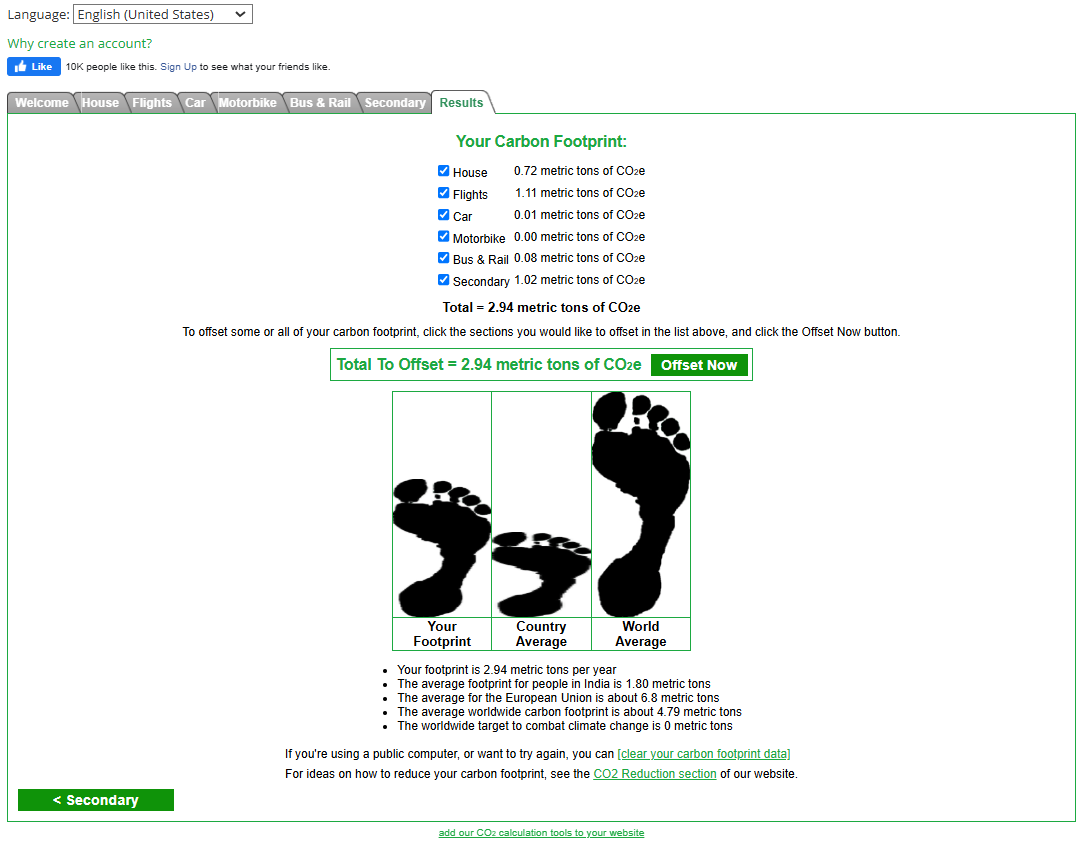 Language: English (United States)
Why create an account?
Like 10K people like this. Sign Up to see what your friends like.
Welcome House Flights Car Motorbike Bus & Rail Secondary Results
Your Carbon Footprint:
House 0.72 metric tons of CO2e
Flights 1.11 metric tons of CO2e
Car 0.01 metric tons of CO2e
Motorbike 0.00 metric tons of CO2e
Bus & Rail 0.08 metric tons of CO2e
Secondary 1.02 metric tons of CO2e
Total = 2.94 metric tons of CO2e
To offset some or all of your carbon footprint, click the sections you would like to offset in the list above, and click the Offset Now button.
Total To Offset = 2.94 metric tons of CO2e Offset Now
Your Footprint
Country Average
World Average
• Your footprint is 2.94 metric tons per year
• The average footprint for people in India is 1.80 metric tons
• The average for the European Union is about 6.8 metric tons
• The average worldwide carbon footprint is about 4.79 metric tons
• The worldwide target to combat climate change is 0 metric tons
If you're using a public computer, or want to try again, you can [clear your carbon footprint data]
For ideas on how to reduce your carbon footprint, see the CO2 Reduction section of our website.
< Secondary
add our CO2 calculation tools to your website